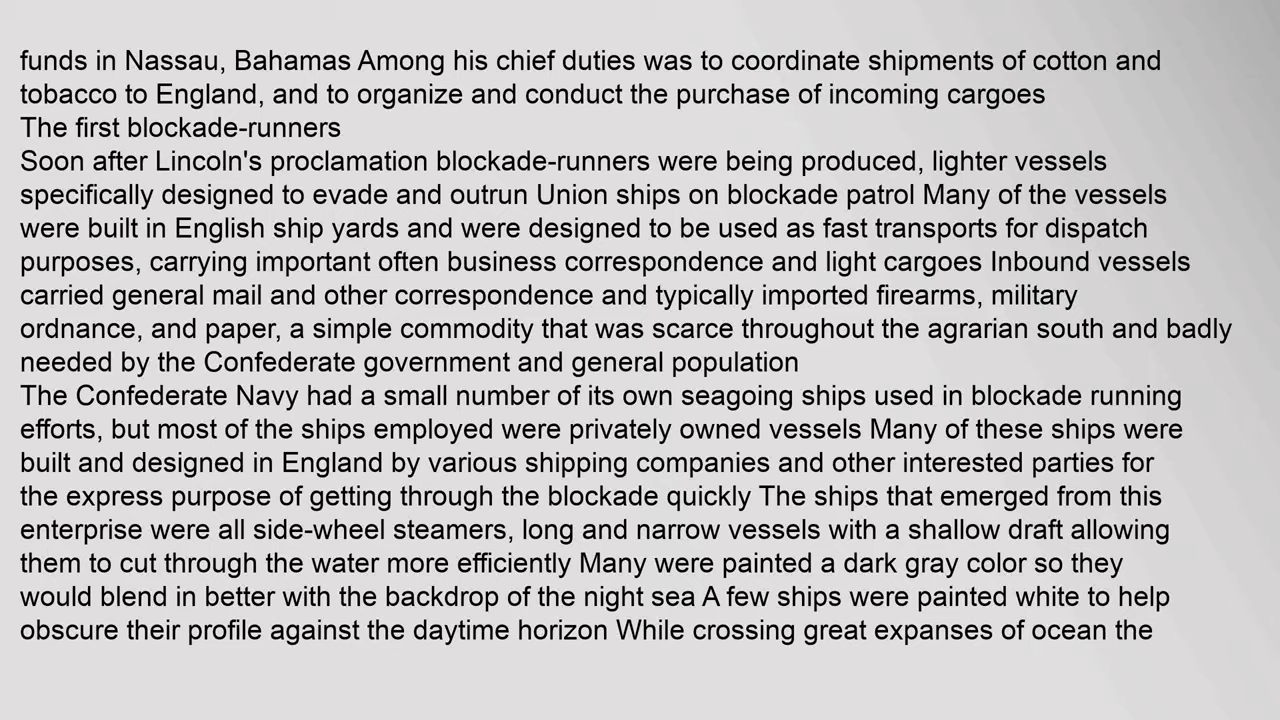 funds in Nassau, Bahamas Among his chief duties was to coordinate shipments of cotton and
tobacco to England, and to organize and conduct the purchase of incoming cargoes
The first blockade-runners
Soon after Lincoln's proclamation blockade-runners were being produced, lighter vessels
specifically designed to evade and outrun Union ships on blockade patrol Many of the vessels
were built in English ship yards and were designed to be used as fast transports for dispatch
purposes, carrying important often business correspondence and light cargoes Inbound vessels
carried general mail and other correspondence and typically imported firearms, military
ordnance, and paper, a simple commodity that was scarce throughout the agrarian south and badly
needed by the Confederate government and general population
The Confederate Navy had a small number of its own seagoing ships used in blockade running
efforts, but most of the ships employed were privately owned vessels Many of these ships were
built and designed in England by various shipping companies and other interested parties for
the express purpose of getting through the blockade quickly The ships that emerged from this
enterprise were all side-wheel steamers, long and narrow vessels with a shallow draft allowing
them to cut through the water more efficiently Many were painted a dark gray color so they
would blend in better with the backdrop of the night sea A few ships were painted white to help
obscure their profile against the daytime horizon While crossing great expanses of ocean the